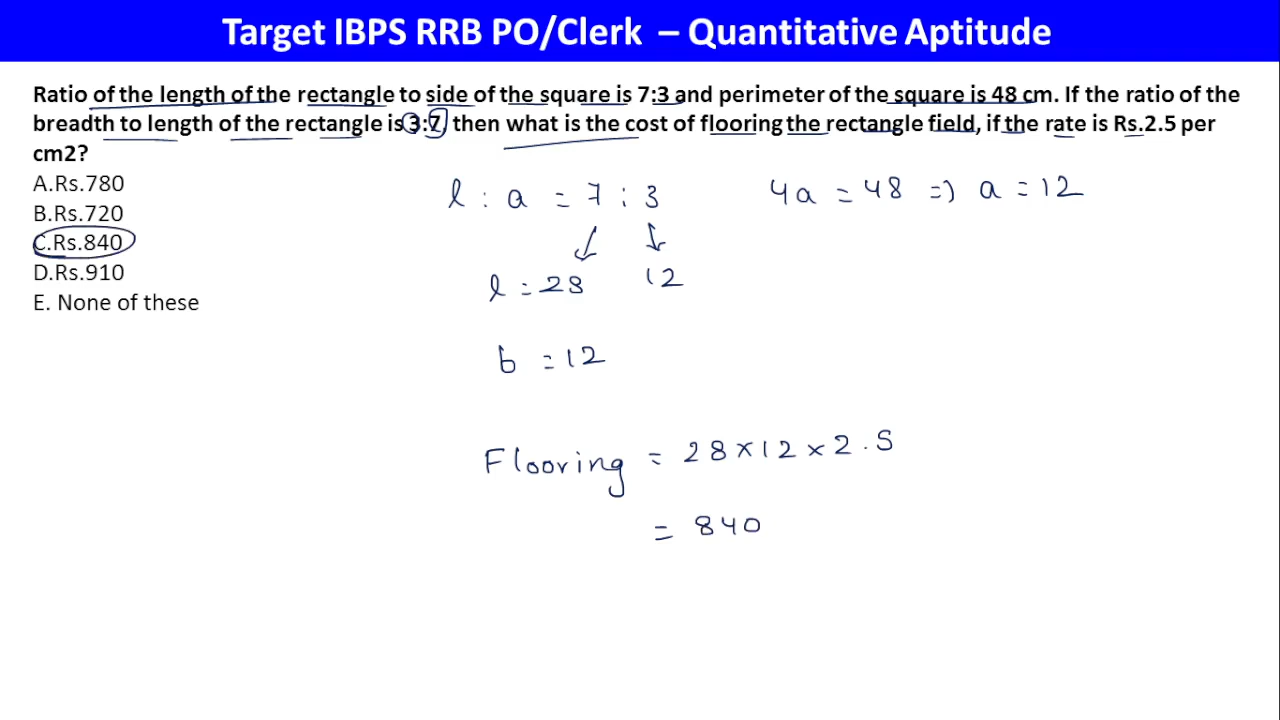 Target IBPS RRB PO/Clerk – Quantitative Aptitude
Ratio of the length of the rectangle to side of the square is 7:3 and perimeter of the square is 48 cm. If the ratio of the
breadth to length of the rectangle is 3:7, then what is the cost of flooring the rectangle field, if the rate is Rs.2.5 per
cm2?
A.Rs.780
B.Rs.720
C.Rs.840
D.Rs.910
E. None of these
l : a = 7 : 3
4a = 48 => a = 12
l = 28 12
b = 12
Flooring = 28 × 12 × 2.5
= 840